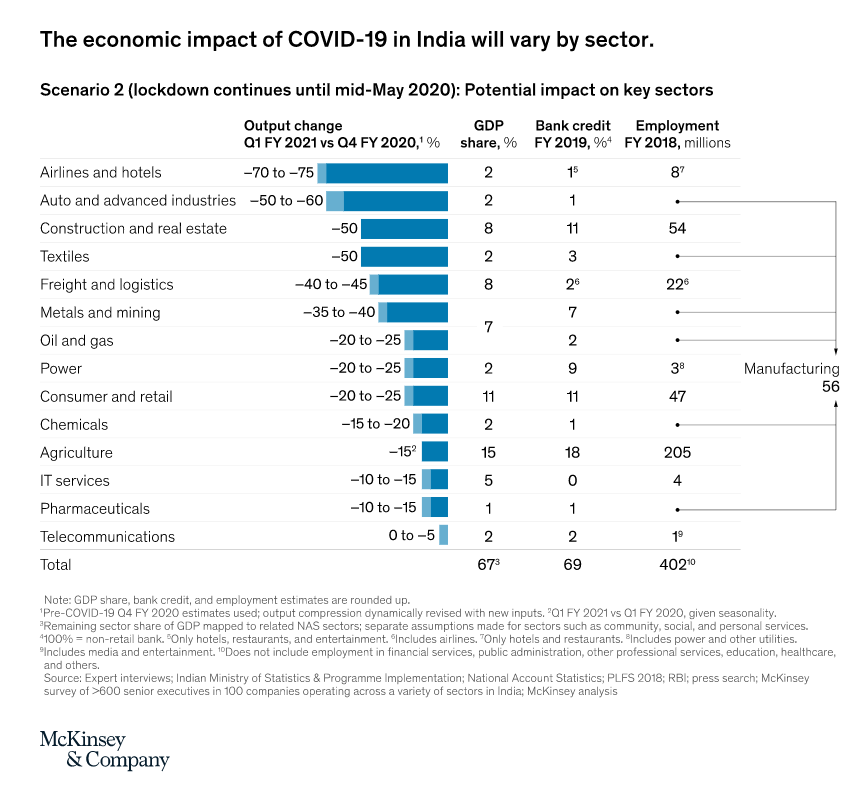 The economic impact of COVID-19 in India will vary by sector.
Scenario 2 (lockdown continues until mid-May 2020): Potential impact on key sectors
Output change GDP Bank credit Employment
Q1 FY 2021 vs Q4 FY 2020,¹ % share, % FY 2019, %⁴ FY 2018, millions
Airlines and hotels –70 to –75 2 1⁵ 8⁷
Auto and advanced industries –50 to –60 2 1
Construction and real estate –50 8 11 54
Textiles –50 2 3
Freight and logistics –40 to –45 8 2⁶ 22⁶
Metals and mining –35 to –40 7
7
Oil and gas –20 to –25 2
Power –20 to –25 2 9 3⁸ Manufacturing
56
Consumer and retail –20 to –25 11 11 47
Chemicals –15 to –20 2 1
Agriculture –15² 15 18 205
IT services –10 to –15 5 0 4
Pharmaceuticals –10 to –15 1 1
Telecommunications 0 to –5 2 2 1⁹
Total 67³ 69 402¹⁰
Note: GDP share, bank credit, and employment estimates are rounded up.
¹Pre-COVID-19 Q4 FY 2020 estimates used; output compression dynamically revised with new inputs. ²Q1 FY 2021 vs Q1 FY 2020, given seasonality.
³Remaining sector share of GDP mapped to related NAS sectors; separate assumptions made for sectors such as community, social, and personal services.
⁴100% = non-retail bank. ⁵Only hotels, restaurants, and entertainment. ⁶Includes airlines. ⁷Only hotels and restaurants. ⁸Includes power and other utilities.
⁹Includes media and entertainment. ¹⁰Does not include employment in financial services, public administration, other professional services, education, healthcare,
and others.
Source: Expert interviews; Indian Ministry of Statistics & Programme Implementation; National Account Statistics; PLFS 2018; RBI; press search; McKinsey
survey of >600 senior executives in 100 companies operating across a variety of sectors in India; McKinsey analysis
McKinsey
& Company